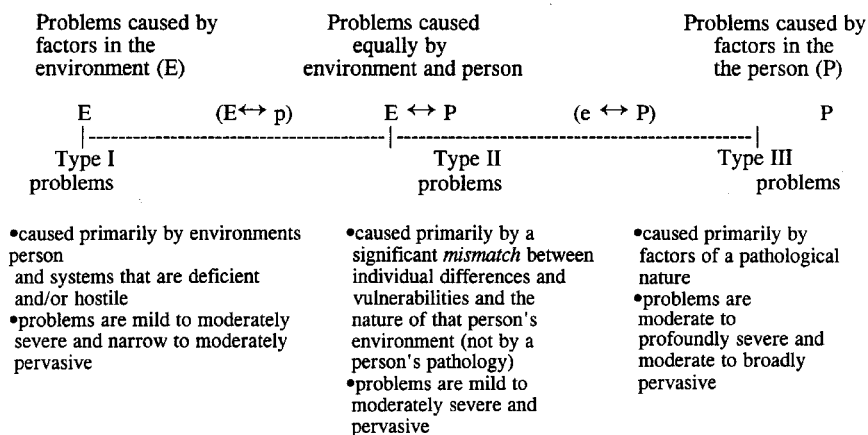 Problems caused by
factors in the
environment (E)
Problems caused
equally by
environment and person
Problems caused by
factors in the
the person (P)
E (E↔p) E ↔ P (e ↔ P) P
|----------------------------------------|----------------------------------------------|
Type I
problems
Type II
problems
Type III
problems
•caused primarily by environments
person
and systems that are deficient
and/or hostile
•problems are mild to moderately
severe and narrow to moderately
pervasive
•caused primarily by a
significant mismatch between
individual differences and
vulnerabilities and the
nature of that person's
environment (not by a
person's pathology)
•problems are mild to
moderately severe and
pervasive
•caused primarily by
factors of a pathological
nature
•problems are
moderate to
profoundly severe and
moderate to broadly
pervasive